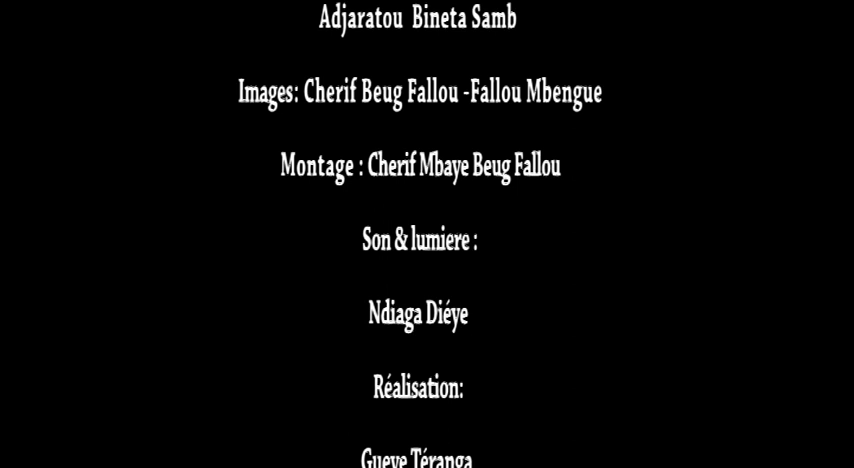 Adjaratou Bineta Samb
Images: Cherif Beug Fallou -Fallou Mbengue
Montage : Cherif Mbaye Beug Fallou
Son & lumiere :
Ndiaga Diéye
Réalisation:
Gueye Téranga